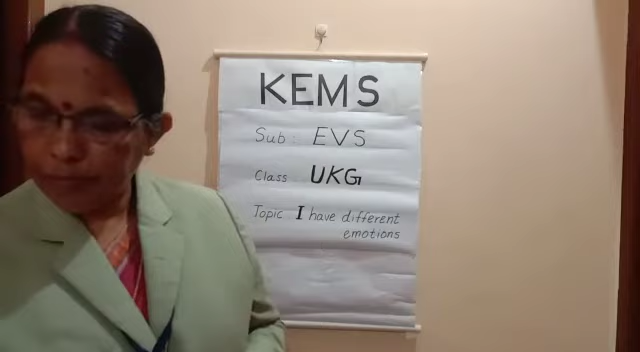 KEMS
Sub: EVS
Class UKG
Topic I have different
emotions